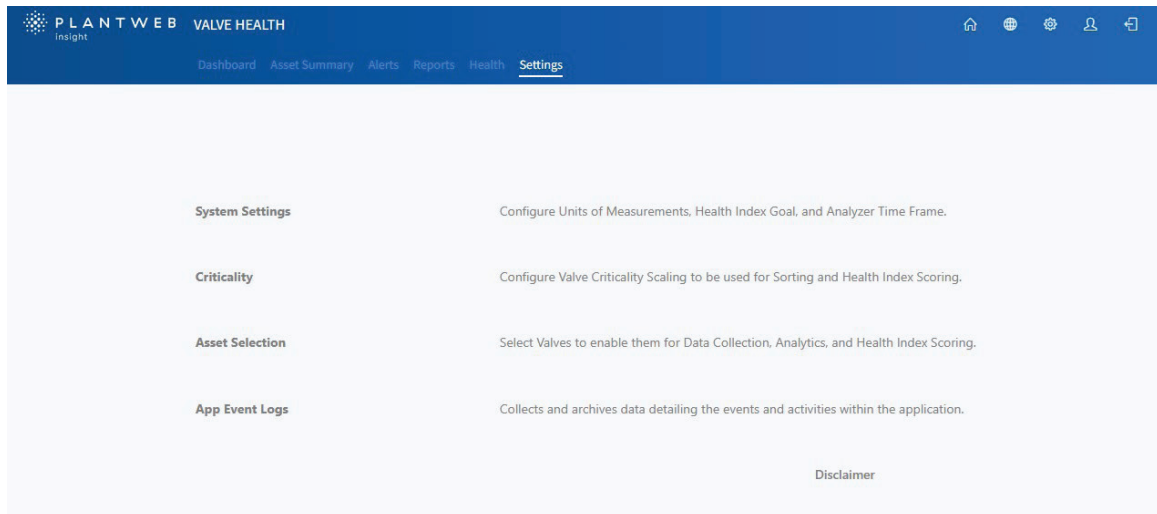 PLANTWEB VALVE HEALTH
insight
Dashboard Asset Summary Alerts Reports Health Settings
System Settings Configure Units of Measurements, Health Index Goal, and Analyzer Time Frame.
Criticality Configure Valve Criticality Scaling to be used for Sorting and Health Index Scoring.
Asset Selection Select Valves to enable them for Data Collection, Analytics, and Health Index Scoring.
App Event Logs Collects and archives data detailing the events and activities within the application.
Disclaimer